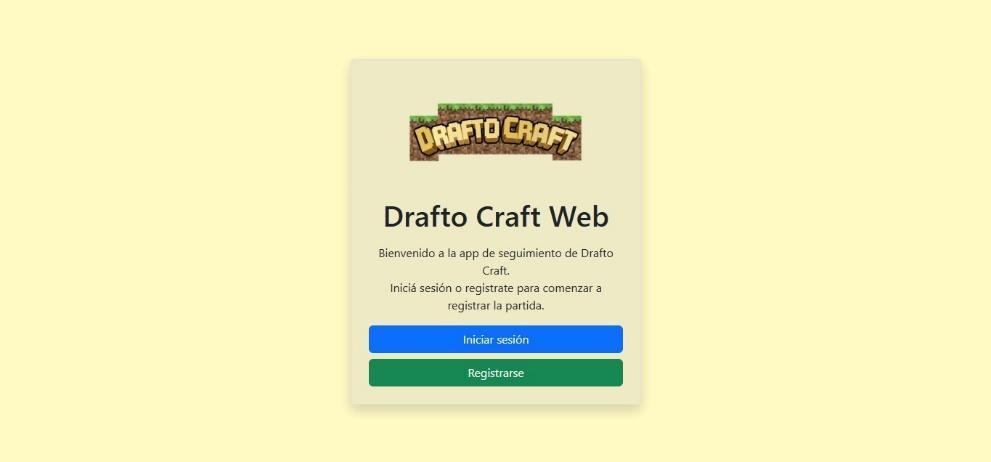 DRAFTO CRAFT
Drafto Craft Web
Bienvenido a la app de seguimiento de Drafto
Craft.
Iniciá sesión o registrate para comenzar a
registrar la partida.
Iniciar sesión
Registrarse